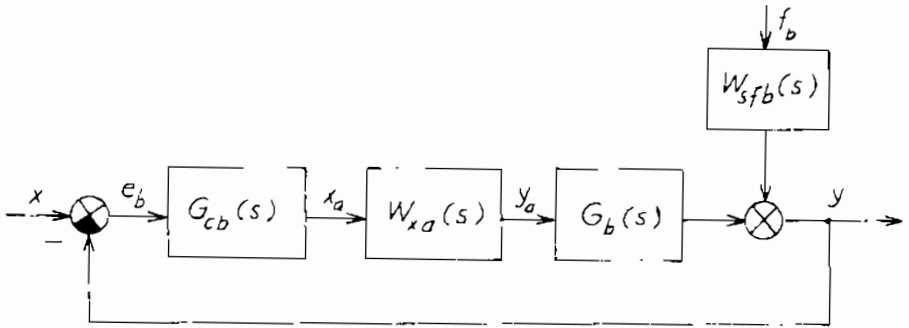 f_b
W_sfb(s)
x
e_b
G_cb(s)
x_a
W_xa(s)
y_a
G_b(s)
y
−